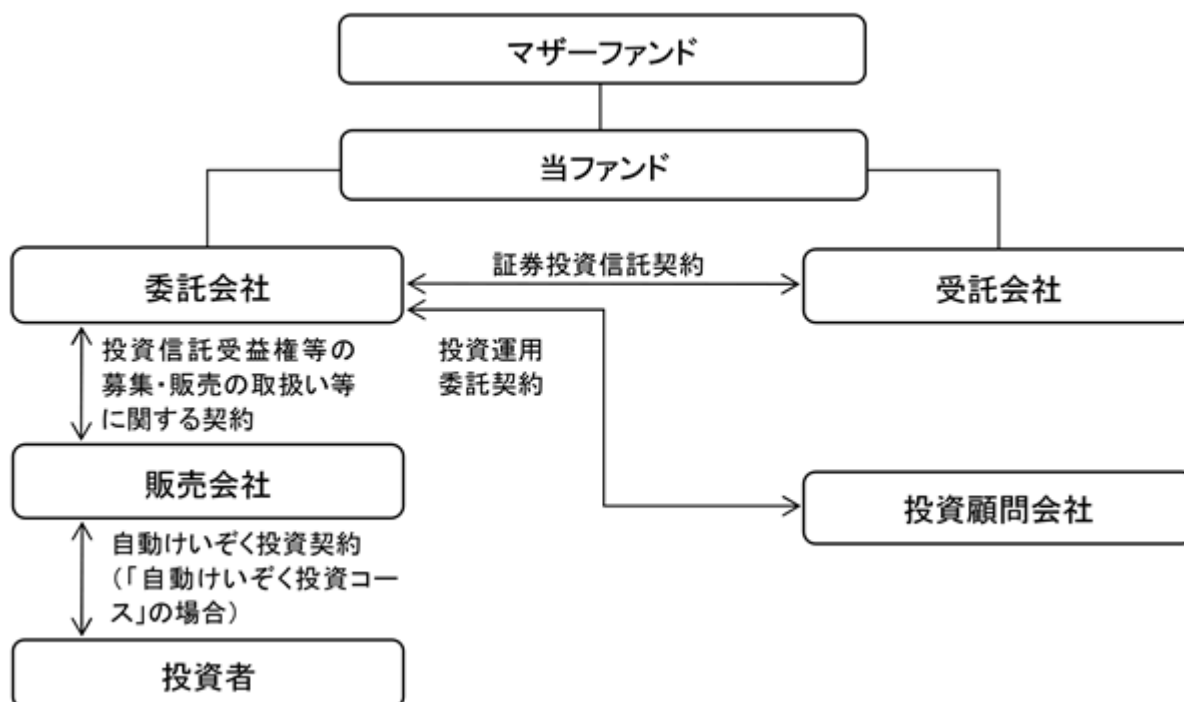 マザーファンド
当ファンド
委託会社
証券投資信託契約
受託会社
投資信託受益権等の
募集・販売の取扱い等
に関する契約
投資運用
委託契約
販売会社
投資顧問会社
自動けいぞく投資契約
(「自動けいぞく投資コー
ス」の場合)
投資者